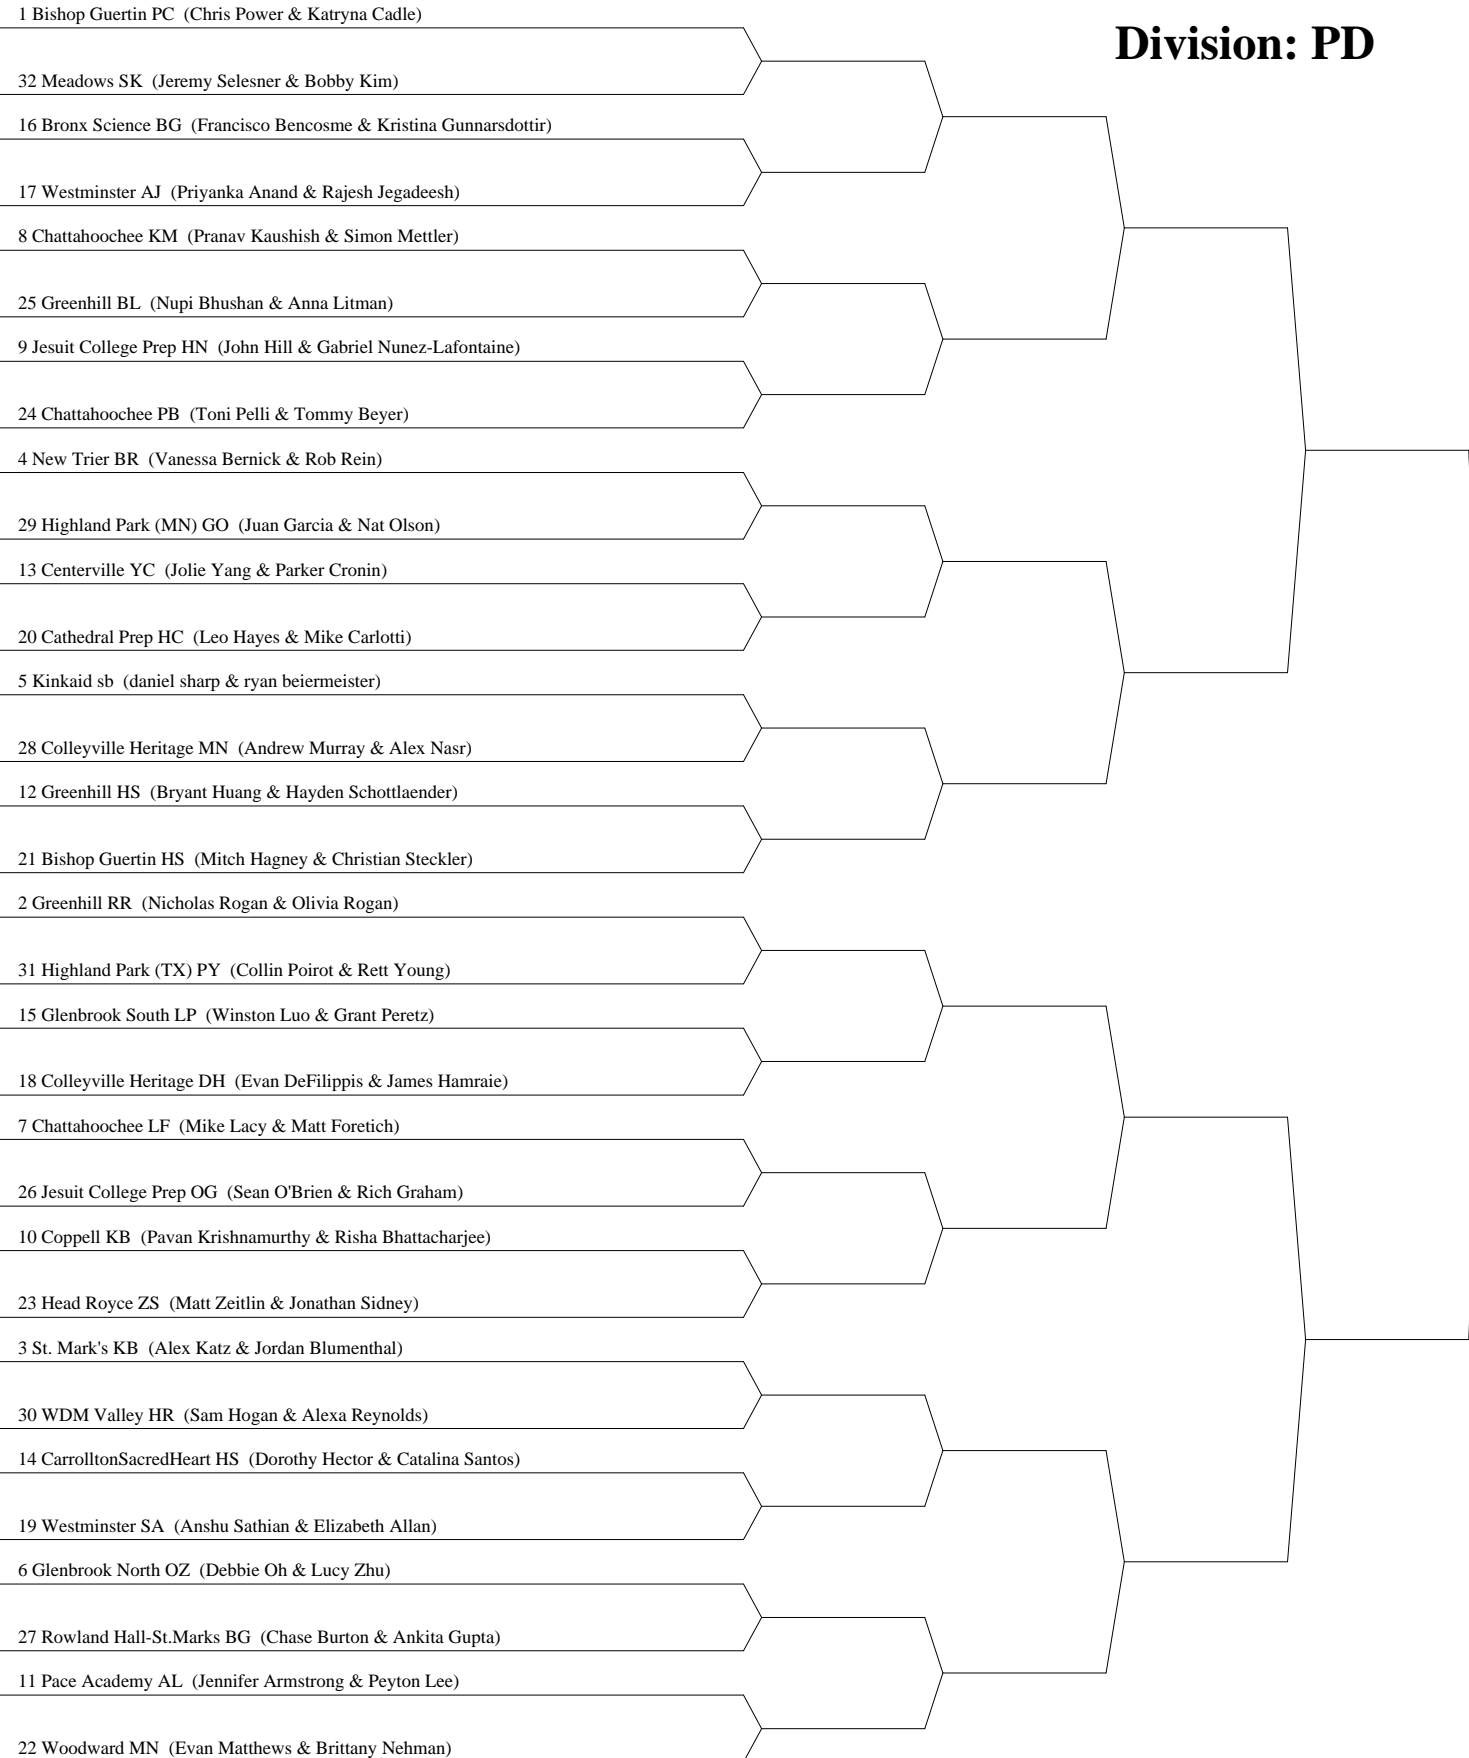 1 Bishop Guertin PC (Chris Power & Katryna Cadle)
Division: PD
32 Meadows SK (Jeremy Selesner & Bobby Kim)
16 Bronx Science BG (Francisco Bencosme & Kristina Gunnarsdottir)
17 Westminster AJ (Priyanka Anand & Rajesh Jegadeesh)
8 Chattahoochee KM (Pranav Kaushish & Simon Mettler)
25 Greenhill BL (Nupi Bhushan & Anna Litman)
9 Jesuit College Prep HN (John Hill & Gabriel Nunez-Lafontaine)
24 Chattahoochee PB (Toni Pelli & Tommy Beyer)
4 New Trier BR (Vanessa Bernick & Rob Rein)
29 Highland Park (MN) GO (Juan Garcia & Nat Olson)
13 Centerville YC (Jolie Yang & Parker Cronin)
20 Cathedral Prep HC (Leo Hayes & Mike Carlotti)
5 Kinkaid sb (daniel sharp & ryan beiermeister)
28 Colleyville Heritage MN (Andrew Murray & Alex Nasr)
12 Greenhill HS (Bryant Huang & Hayden Schottlaender)
21 Bishop Guertin HS (Mitch Hagney & Christian Steckler)
2 Greenhill RR (Nicholas Rogan & Olivia Rogan)
31 Highland Park (TX) PY (Collin Poirot & Rett Young)
15 Glenbrook South LP (Winston Luo & Grant Peretz)
18 Colleyville Heritage DH (Evan DeFilippis & James Hamraie)
7 Chattahoochee LF (Mike Lacy & Matt Foretich)
26 Jesuit College Prep OG (Sean O'Brien & Rich Graham)
10 Coppell KB (Pavan Krishnamurthy & Risha Bhattacharjee)
23 Head Royce ZS (Matt Zeitlin & Jonathan Sidney)
3 St. Mark's KB (Alex Katz & Jordan Blumenthal)
30 WDM Valley HR (Sam Hogan & Alexa Reynolds)
14 CarrolltonSacredHeart HS (Dorothy Hector & Catalina Santos)
19 Westminster SA (Anshu Sathian & Elizabeth Allan)
6 Glenbrook North OZ (Debbie Oh & Lucy Zhu)
27 Rowland Hall-St.Marks BG (Chase Burton & Ankita Gupta)
11 Pace Academy AL (Jennifer Armstrong & Peyton Lee)
22 Woodward MN (Evan Matthews & Brittany Nehman)